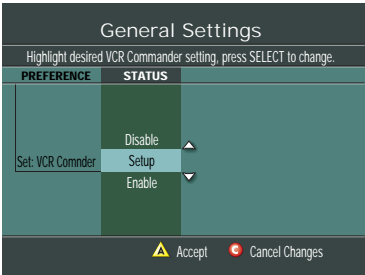 General Settings
Highlight desired VCR Commander setting, press SELECT to change.
PREFERENCE STATUS
Disable
Set: VCR Comnder Setup
Enable
A Accept C Cancel Changes